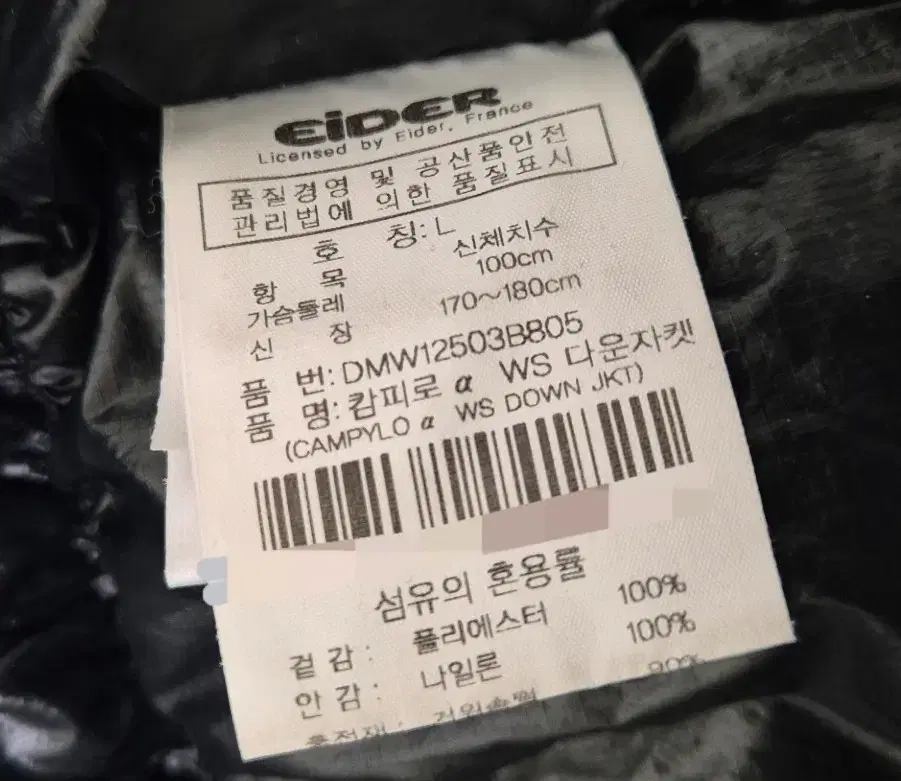 EiDER
Licensed by Eider, France
품질경영 및 공산품안전
관리법에 의한 품질표시
호 칭: L
항 목 신체치수
가슴둘레 100cm
신 장 170~180cm
품 번: DMW12503B805
품 명: 캄피로 α WS 다운자켓
(CAMPYLO α WS DOWN JKT)
섬유의 혼용률
겉감: 폴리에스터 100%
안감: 나일론 100%